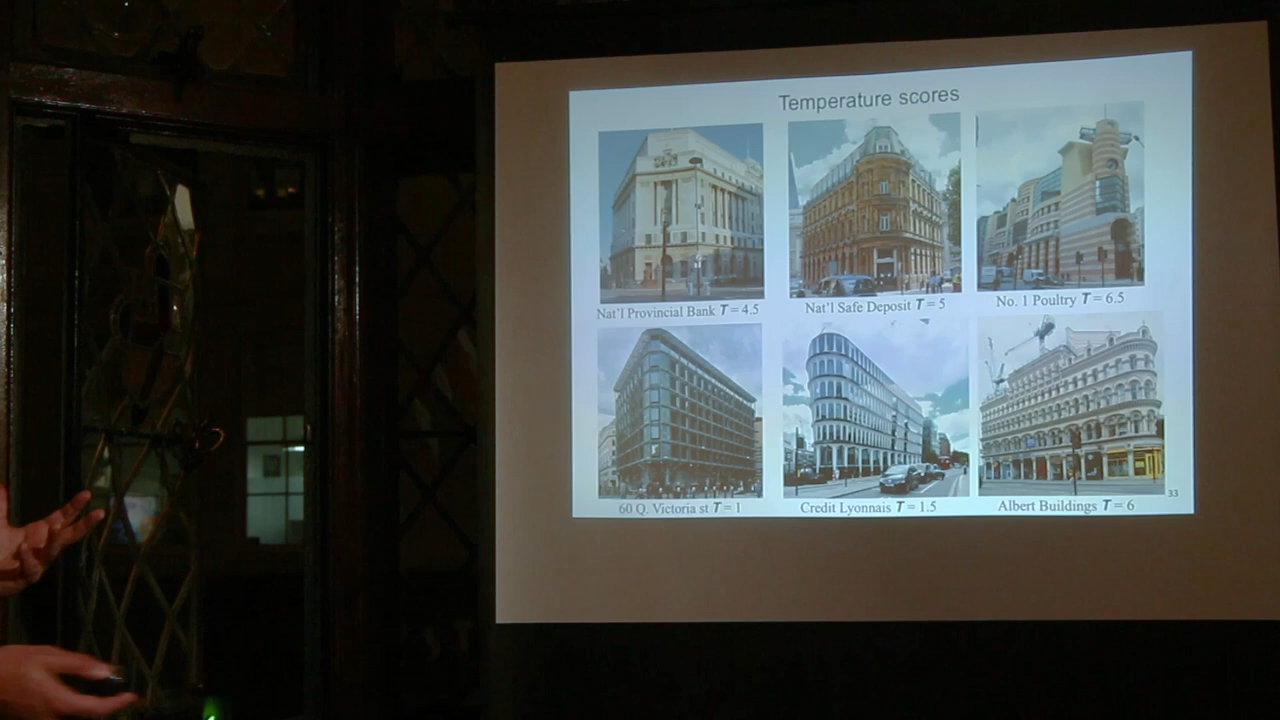 Temperature scores
Nat'l Provincial Bank T = 4.5
Nat'l Safe Deposit T = 5
No. 1 Poultry T = 6.5
60 Q. Victoria st T = 1
Credit Lyonnais T = 1.5
Albert Buildings T = 6
33